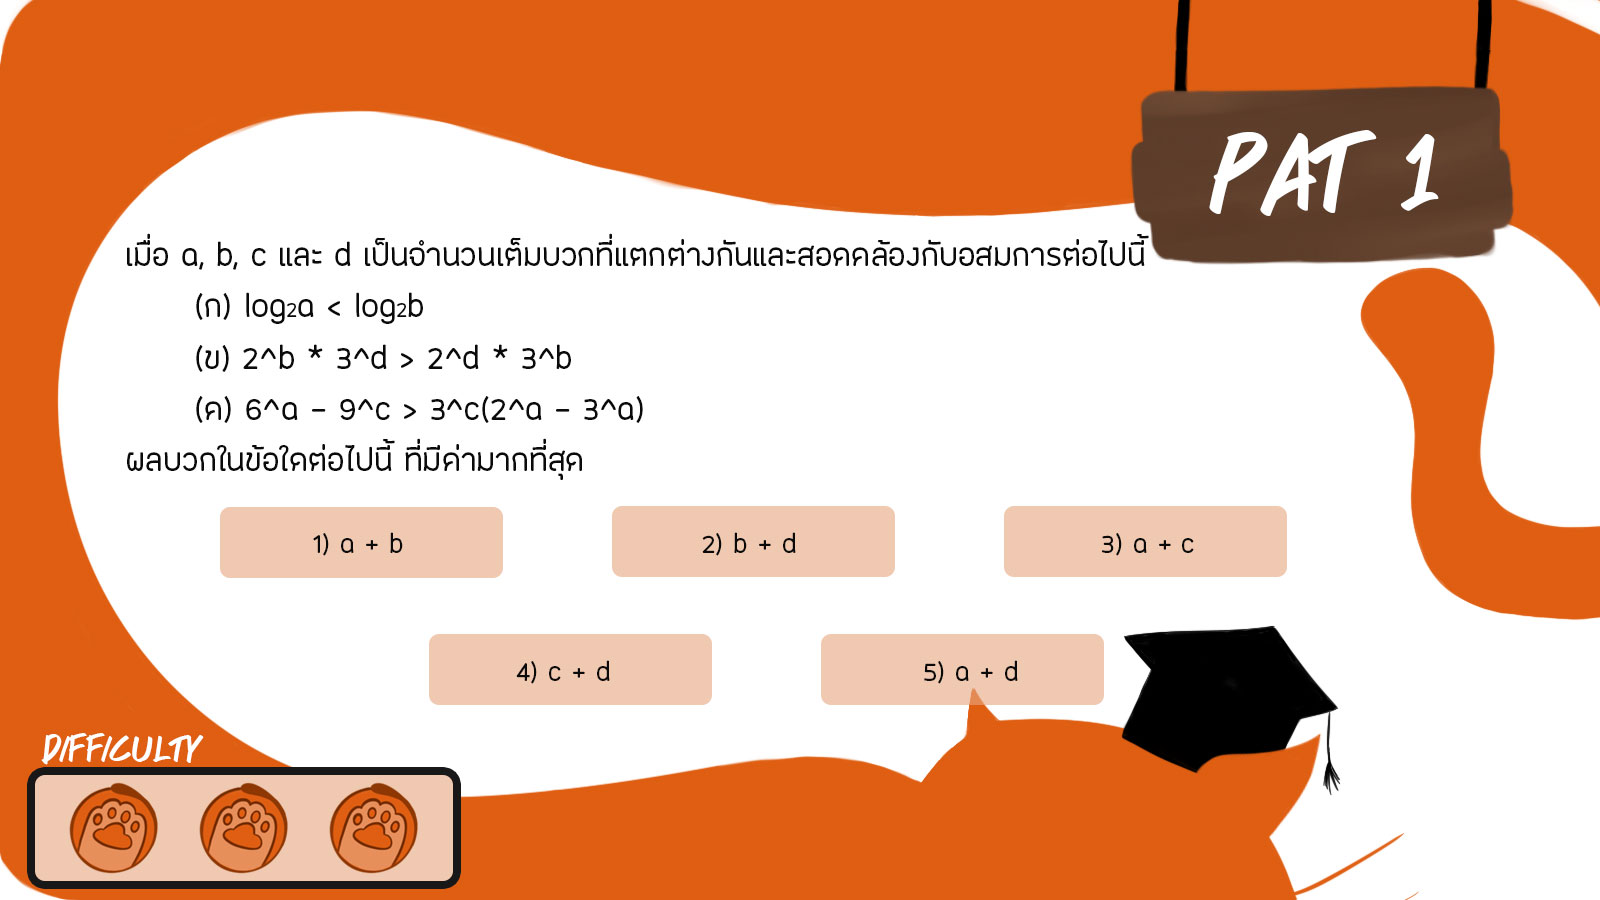 PAT 1
เมื่อ a, b, c และ d เป็นจำนวนเต็มบวกที่แตกต่างกันและสอดคล้องกับอสมการต่อไปนี้
(ก) log₂a < log₂b
(ข) 2^b * 3^d > 2^d * 3^b
(ค) 6^a - 9^c > 3^c(2^a - 3^a)
ผลบวกในข้อใดต่อไปนี้ ที่มีค่ามากที่สุด
1) a + b
2) b + d
3) a + c
4) c + d
5) a + d
DIFFICULTY